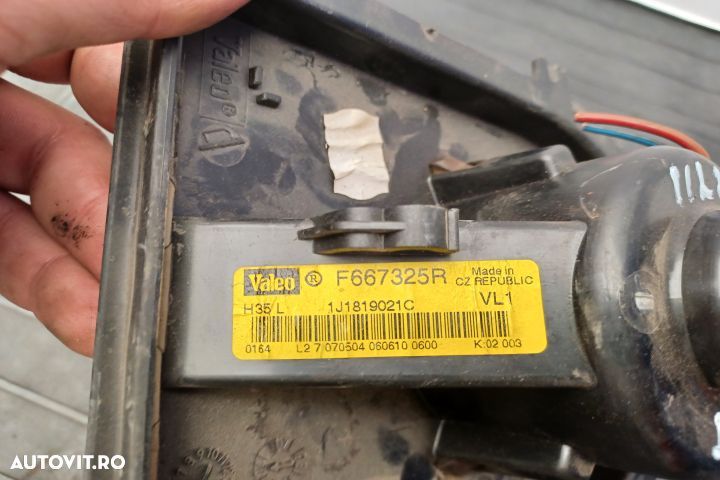 Valeo ® F667325R Made in
CZ REPUBLIC
H35/L 1J1819021C VL1
0164 L2 7 070504 060610 0600 K:02 003
AUTOVIT.RO